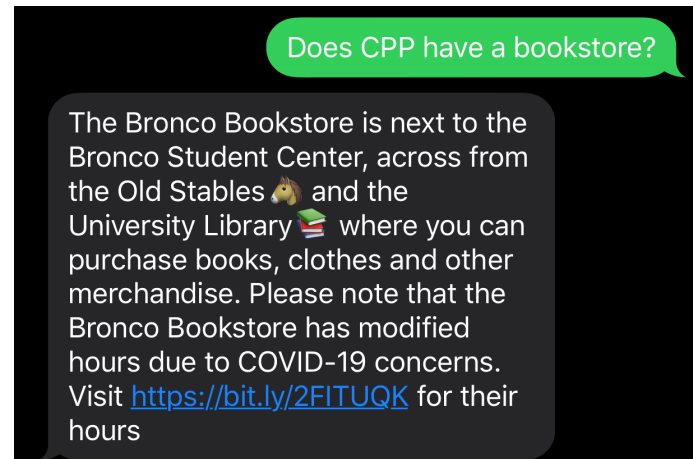 Does CPP have a bookstore?
The Bronco Bookstore is next to the
Bronco Student Center, across from
the Old Stables 🐴 and the
University Library 📚 where you can
purchase books, clothes and other
merchandise. Please note that the
Bronco Bookstore has modified
hours due to COVID-19 concerns.
Visit https://bit.ly/2FITUQK for their
hours